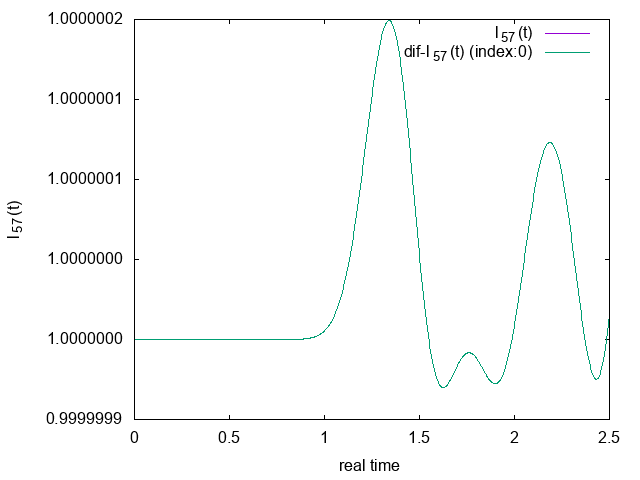 1.0000002
1.0000001
1.0000001
1.0000000
1.0000000
0.9999999
I57(t)
dif-I57(t) (index:0)
I57(t)
0 0.5 1 1.5 2 2.5
real time